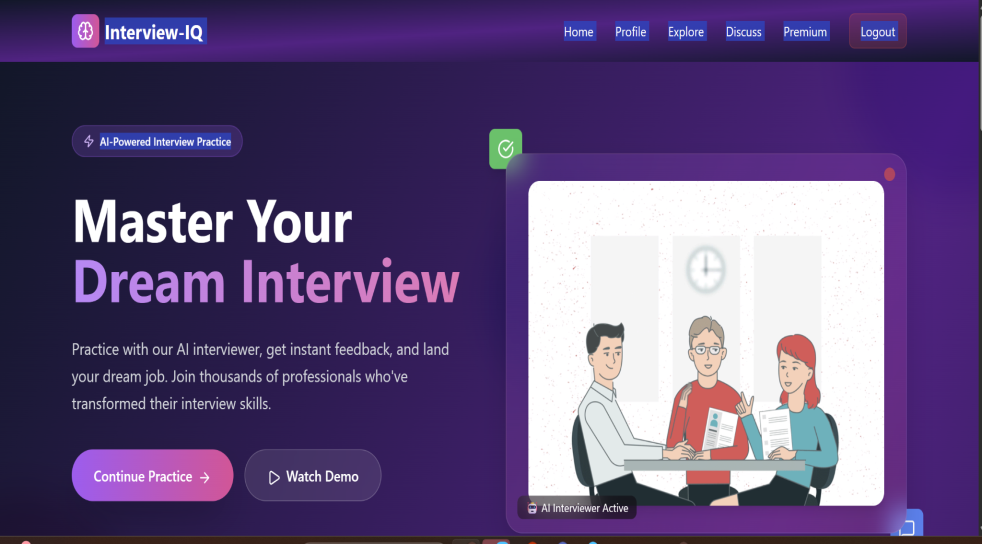 Interview-IQ
Home Profile Explore Discuss Premium Logout
AI-Powered Interview Practice
Master Your
Dream Interview
Practice with our AI interviewer, get instant feedback, and land
your dream job. Join thousands of professionals who've
transformed their interview skills.
Continue Practice →
Watch Demo
AI Interviewer Active